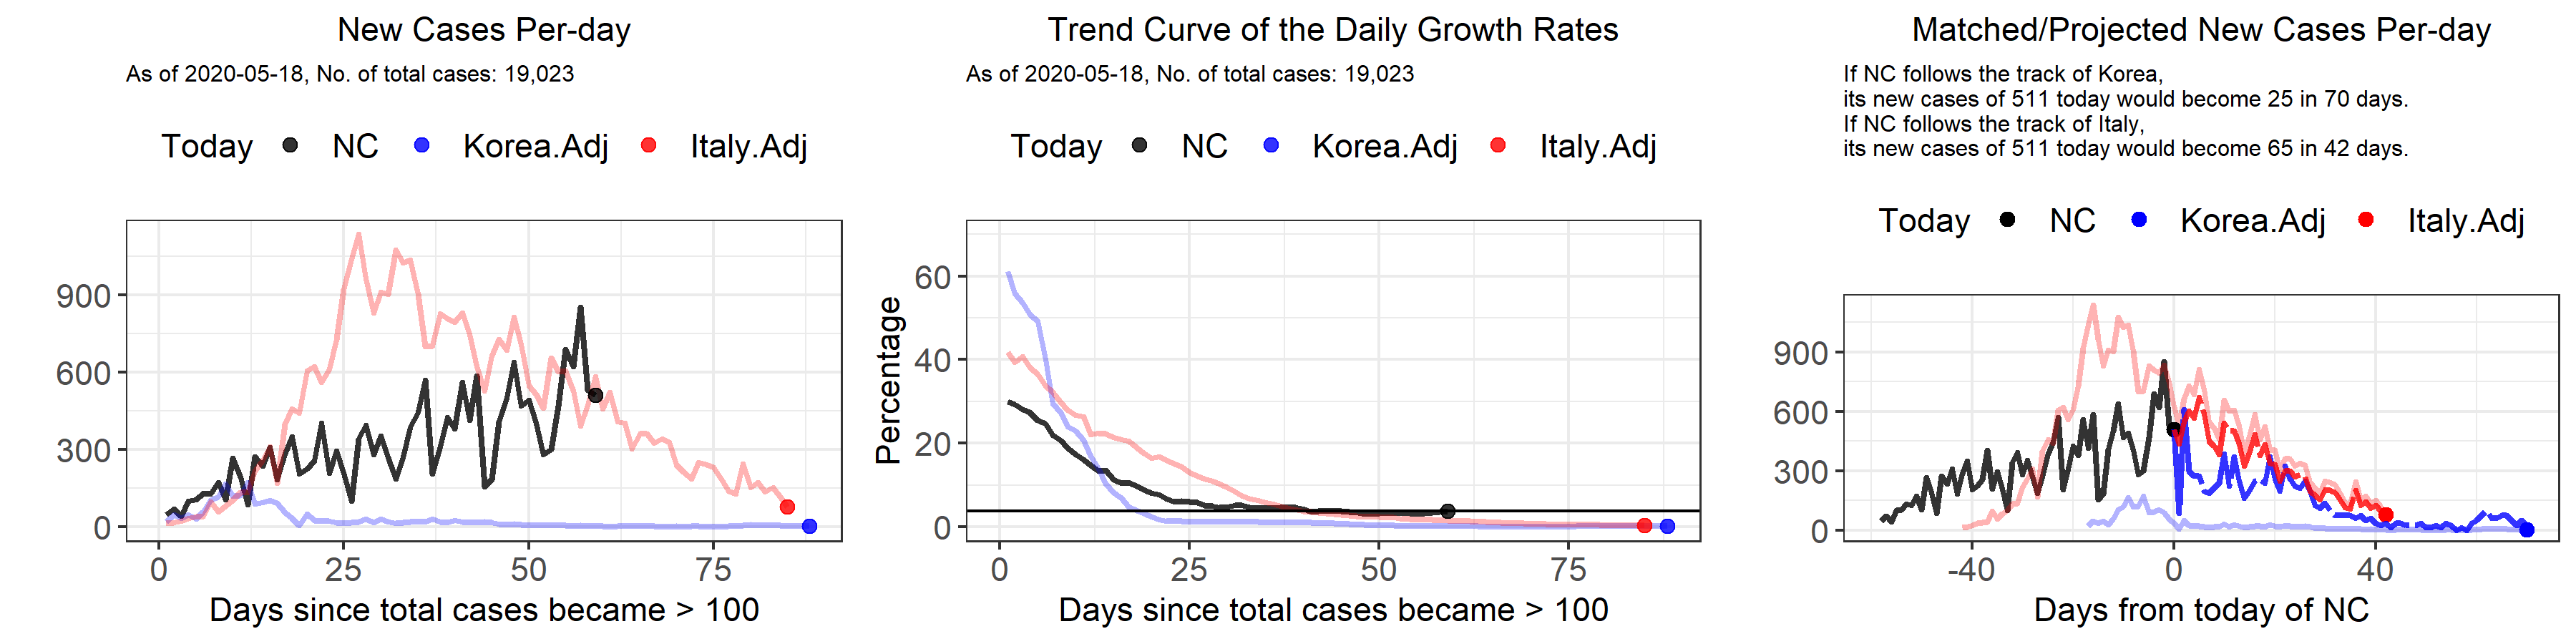 New Cases Per-day
As of 2020-05-18, No. of total cases: 19,023
Today NC Korea.Adj Italy.Adj
900
600
300
0
0 25 50 75
Days since total cases became > 100
Trend Curve of the Daily Growth Rates
As of 2020-05-18, No. of total cases: 19,023
Today NC Korea.Adj Italy.Adj
Percentage
60
40
20
0
0 25 50 75
Days since total cases became > 100
Matched/Projected New Cases Per-day
If NC follows the track of Korea,
its new cases of 511 today would become 25 in 70 days.
If NC follows the track of Italy,
its new cases of 511 today would become 65 in 42 days.
Today NC Korea.Adj Italy.Adj
900
600
300
0
-40 0 40
Days from today of NC